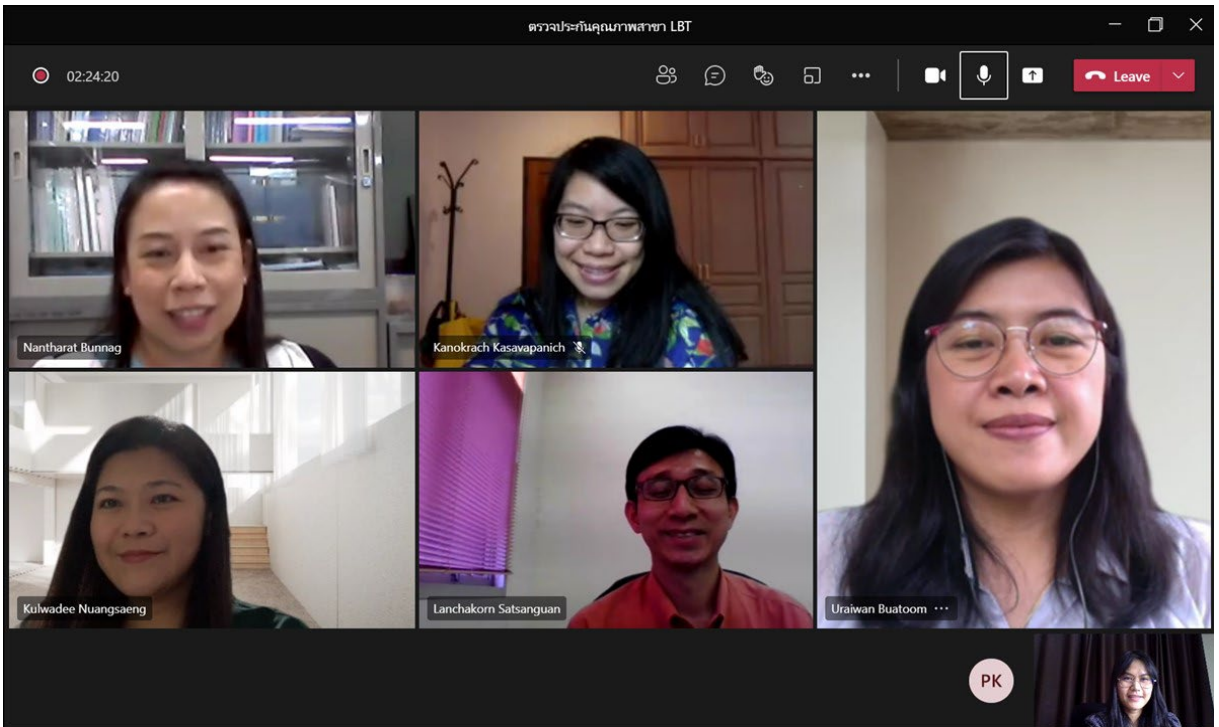 ตรวจประกันคุณภาพสาขา LBT
02:24:20
Leave
Nantharat Bunnag
Kanokrach Kasavapanich
Kulwadee Nuangsaeng
Lanchakorn Satsanguan
Uraiwan Buatoom
PK